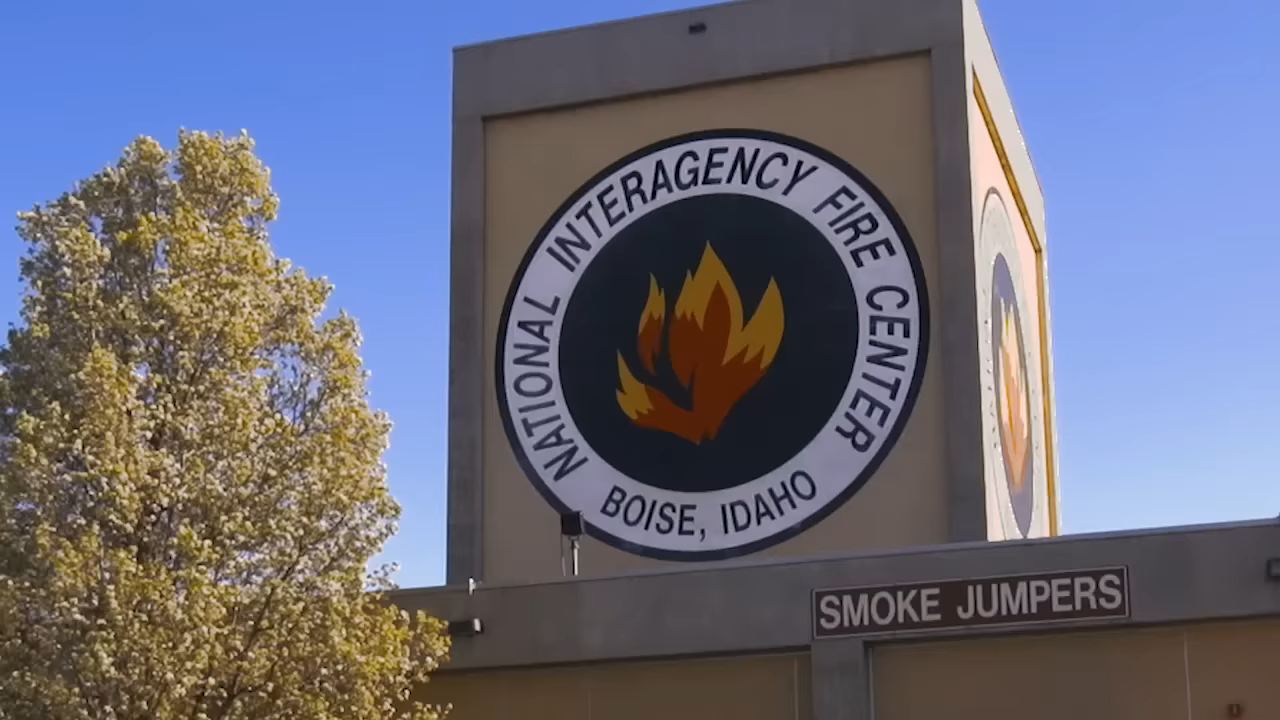 NATIONAL INTERAGENCY FIRE CENTER
BOISE, IDAHO
SMOKE JUMPERS